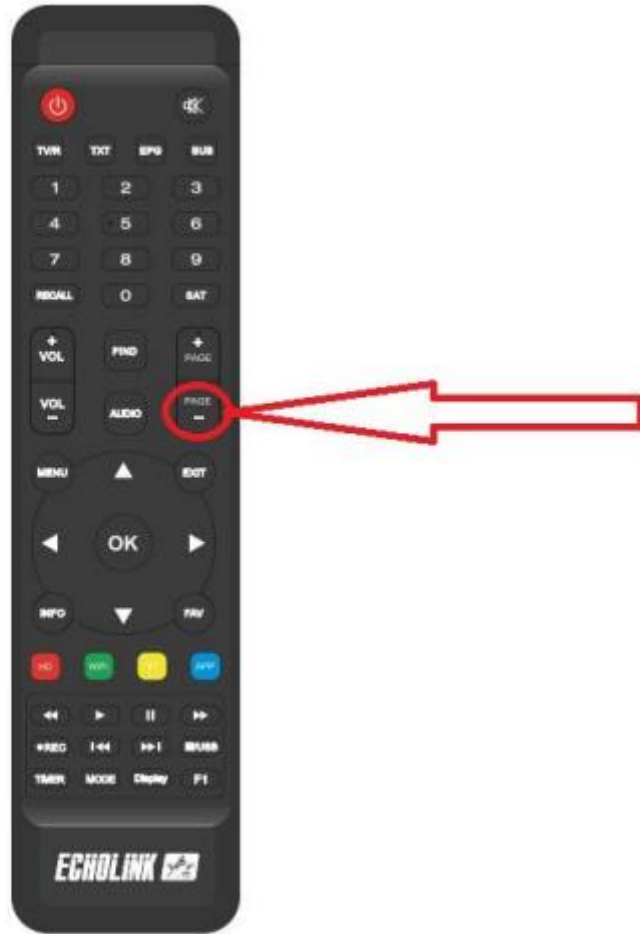 TV/R TXT EPG SUB
1 2 3
4 5 6
7 8 9
RECALL 0 SAT
+ VOL FIND + PAGE
VOL - AUDIO PAGE -
MENU EXIT
OK
INFO FAV
HD WiFi APP
REC /USB
TIMER MODE Display F1
ECHOLINK